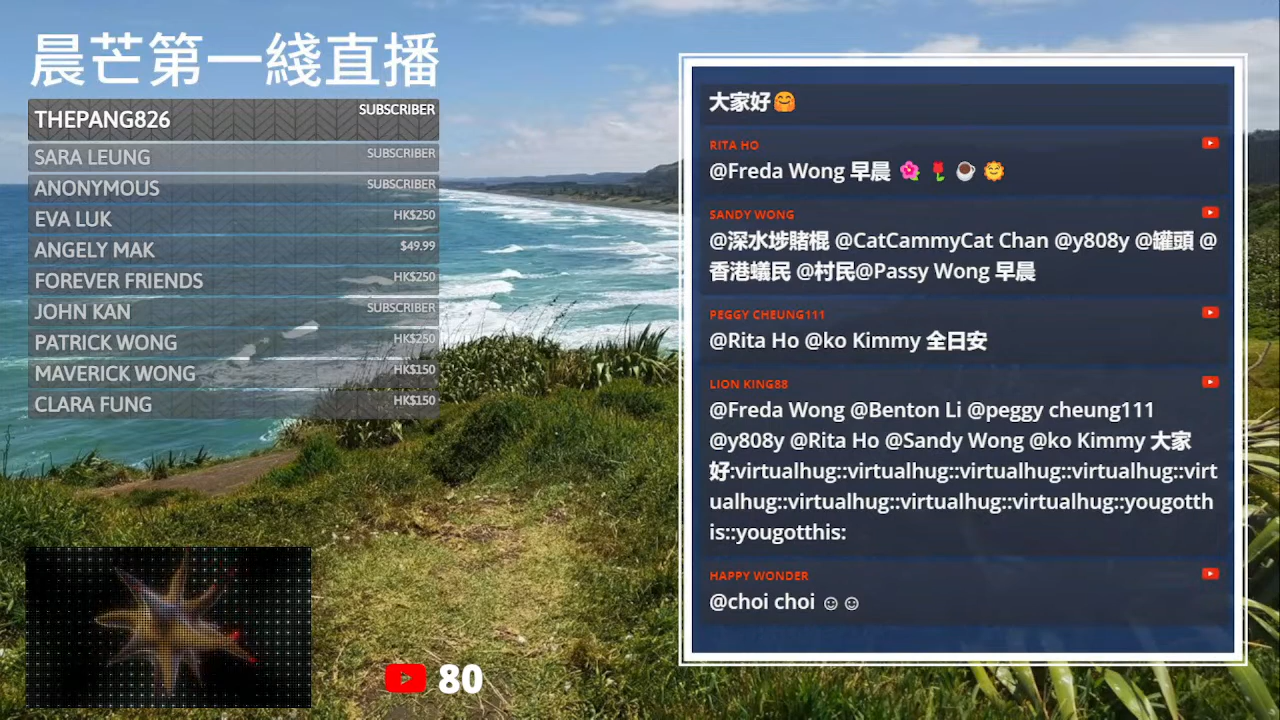 晨芒第一綫直播
THEPANG826 SUBSCRIBER
SARA LEUNG SUBSCRIBER
ANONYMOUS SUBSCRIBER
EVA LUK HK$250
ANGELY MAK $49.99
FOREVER FRIENDS HK$250
JOHN KAN SUBSCRIBER
PATRICK WONG HK$250
MAVERICK WONG HK$150
CLARA FUNG HK$150
80
大家好🤗
RITA HO
@Freda Wong 早晨 🌺 🌷 ☕ 🌞
SANDY WONG
@深水埗賭棍 @CatCammyCat Chan @y808y @罐頭 @
香港蟻民 @村民@Passy Wong 早晨
PEGGY CHEUNG111
@Rita Ho @ko Kimmy 全日安
LION KING88
@Freda Wong @Benton Li @peggy cheung111
@y808y @Rita Ho @Sandy Wong @ko Kimmy 大家
好:virtualhug::virtualhug::virtualhug::virtualhug::virt
ualhug::virtualhug::virtualhug::virtualhug::yougotth
is::yougotthis:
HAPPY WONDER
@choi choi ☺☺